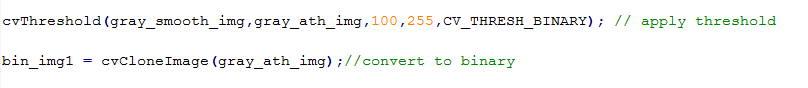 cvThreshold(gray_smooth_img,gray_ath_img,100,255,CV_THRESH_BINARY); // apply threshold
bin_img1 = cvCloneImage(gray_ath_img);//convert to binary